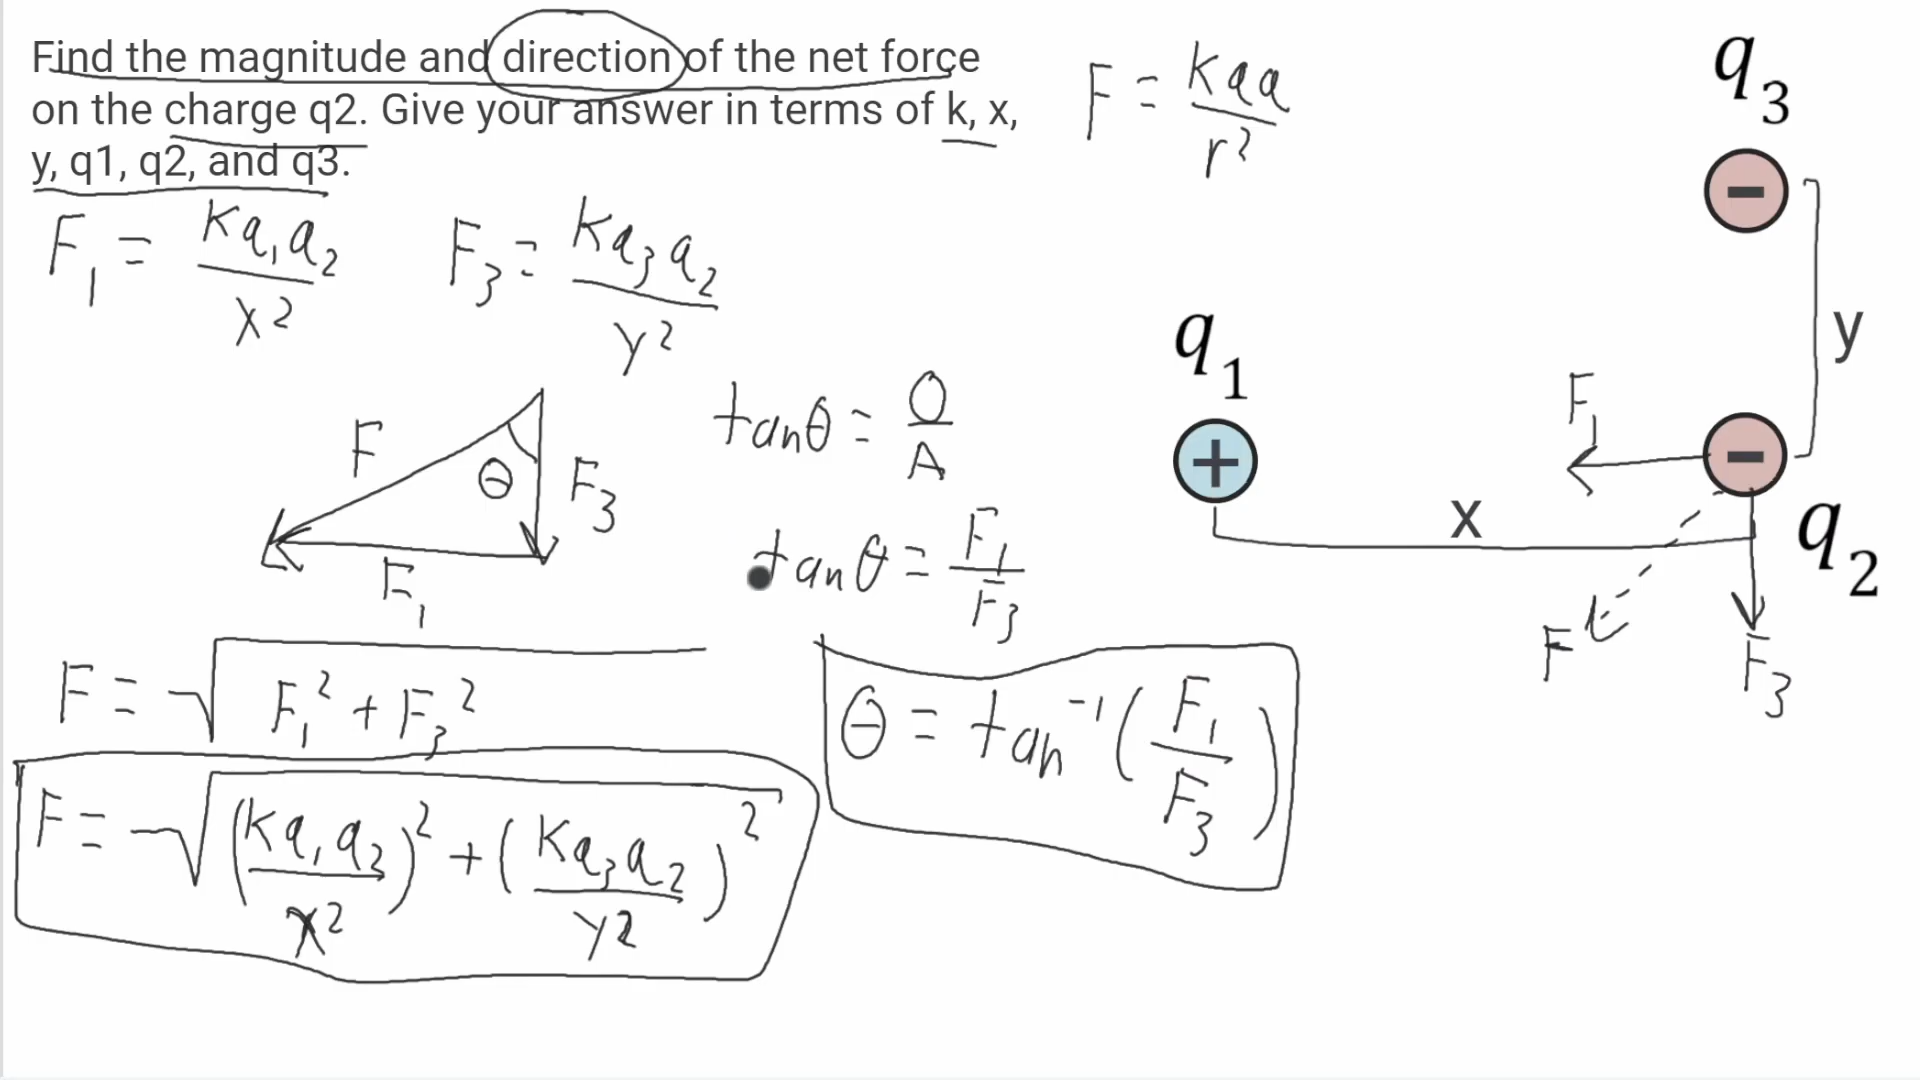 Find the magnitude and direction of the net force
on the charge q2. Give your answer in terms of k, x,
y, q1, q2, and q3.
F = kqq / r²
F₁ = kq₁q₂ / x²
F₃ = kq₃q₂ / y²
F
θ
F₃
F₁
tanθ = O / A
tanθ = F₁ / F₃
F = √(F₁² + F₃²)
F = √((kq₁q₂ / x²)² + (kq₃q₂ / y²)²)
θ = tan⁻¹(F₁ / F₃)
q₃
−
y
q₁
+
F₁
−
x
q₂
F
F₃